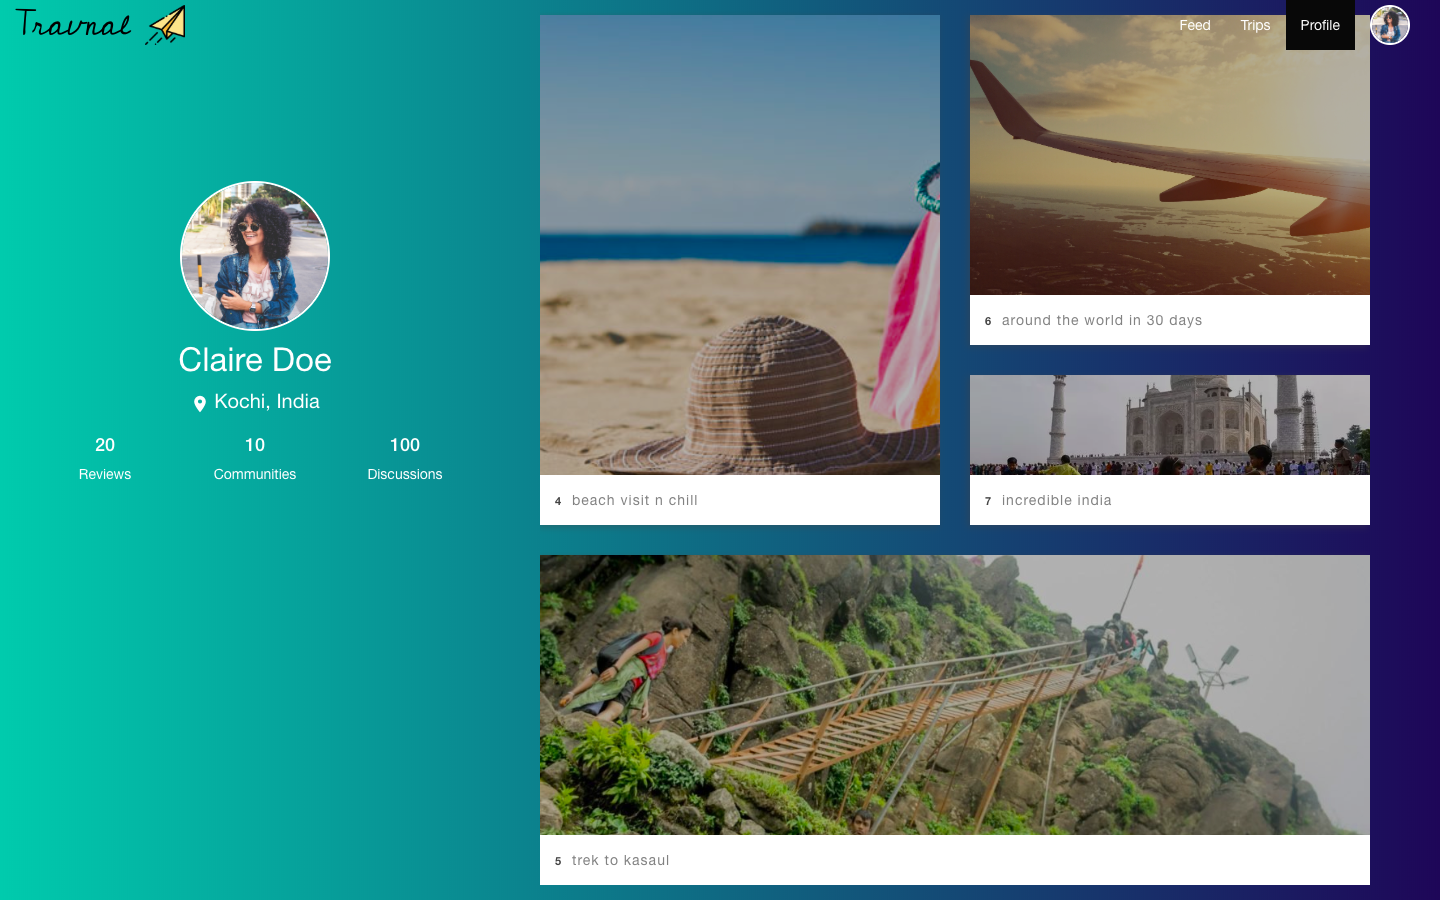 Travnal
Feed Trips Profile
Claire Doe
Kochi, India
20 10 100
Reviews Communities Discussions
6 around the world in 30 days
4 beach visit n chill
7 incredible india
5 trek to kasaul